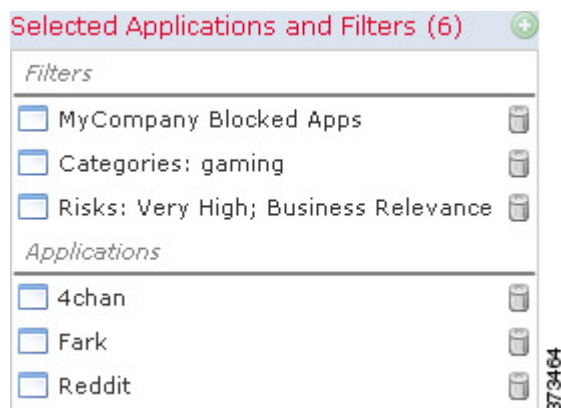 Selected Applications and Filters (6)
Filters
MyCompany Blocked Apps
Categories: gaming
Risks: Very High; Business Relevance
Applications
4chan
Fark
Reddit
373464